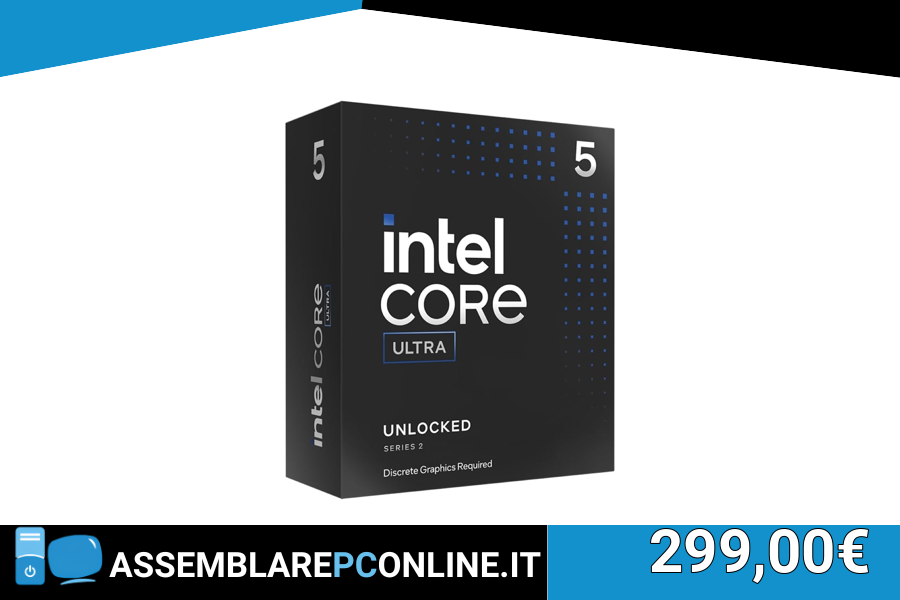 5
intel CORE ULTRA
5
intel
CORE
ULTRA
UNLOCKED
SERIES 2
Discrete Graphics Required
ASSEMBLAREPCONLINE.IT
299,00€